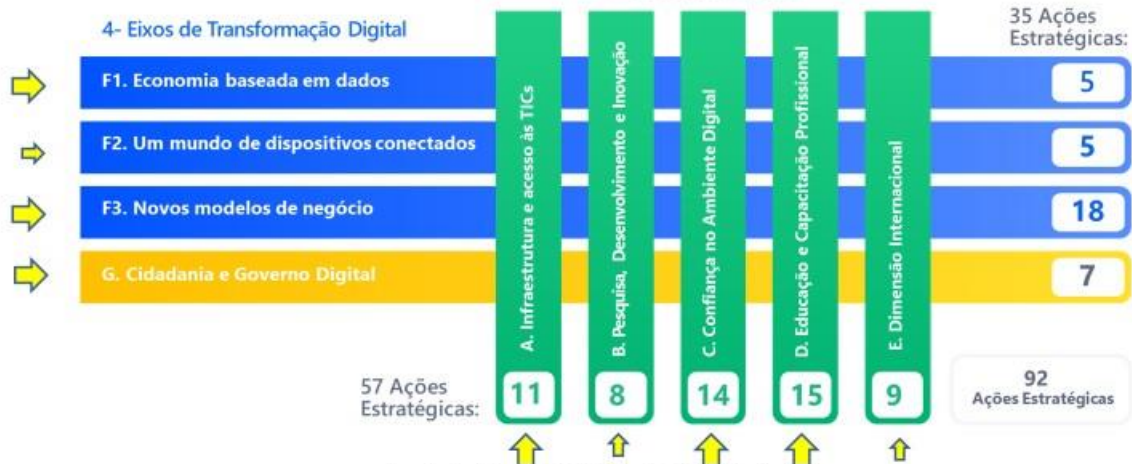 4- Eixos de Transformação Digital
35 Ações
Estratégicas:
F1. Economia baseada em dados
5
F2. Um mundo de dispositivos conectados
5
F3. Novos modelos de negócio
18
G. Cidadania e Governo Digital
7
A. Infraestrutura e acesso às TICs
B. Pesquisa, Desenvolvimento e Inovação
C. Confiança no Ambiente Digital
D. Educação e Capacitação Profissional
E. Dimensão Internacional
57 Ações
Estratégicas:
11
8
14
15
9
92
Ações Estratégicas